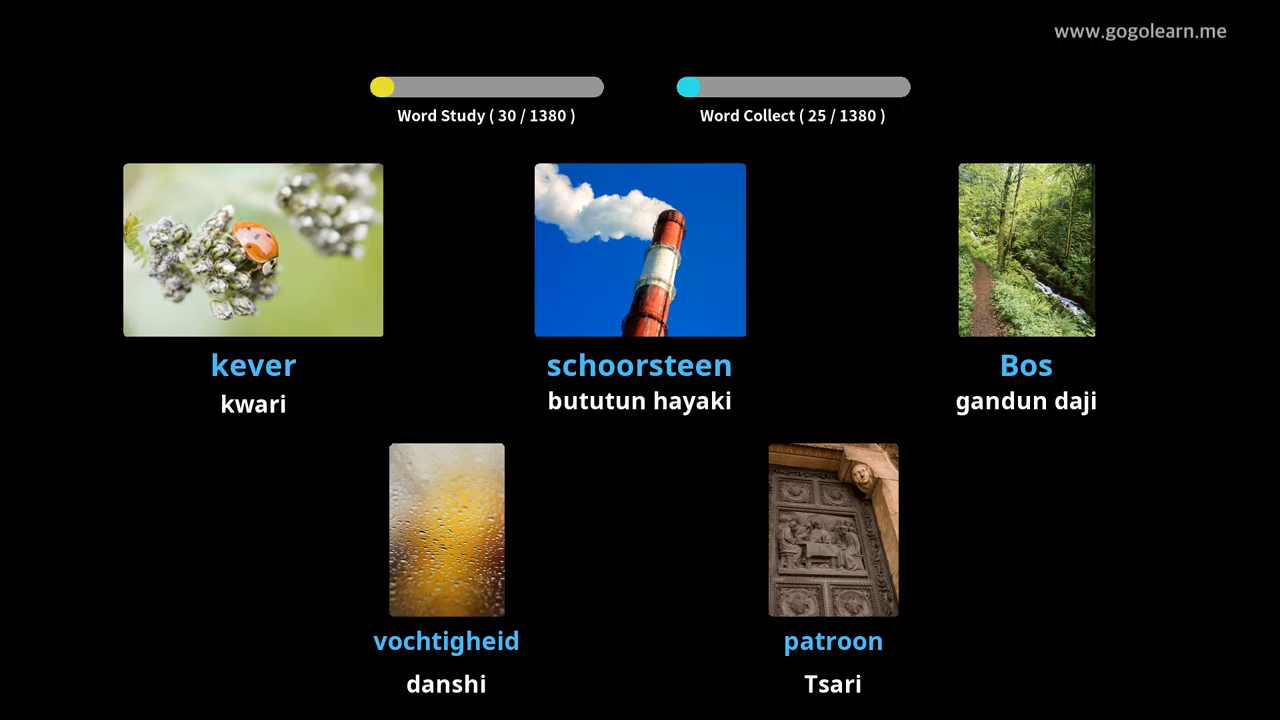 www.gogolearn.me
Word Study ( 30 / 1380 )
Word Collect ( 25 / 1380 )
kever
kwari
schoorsteen
bututun hayaki
Bos
gandun daji
vochtigheid
danshi
patroon
Tsari